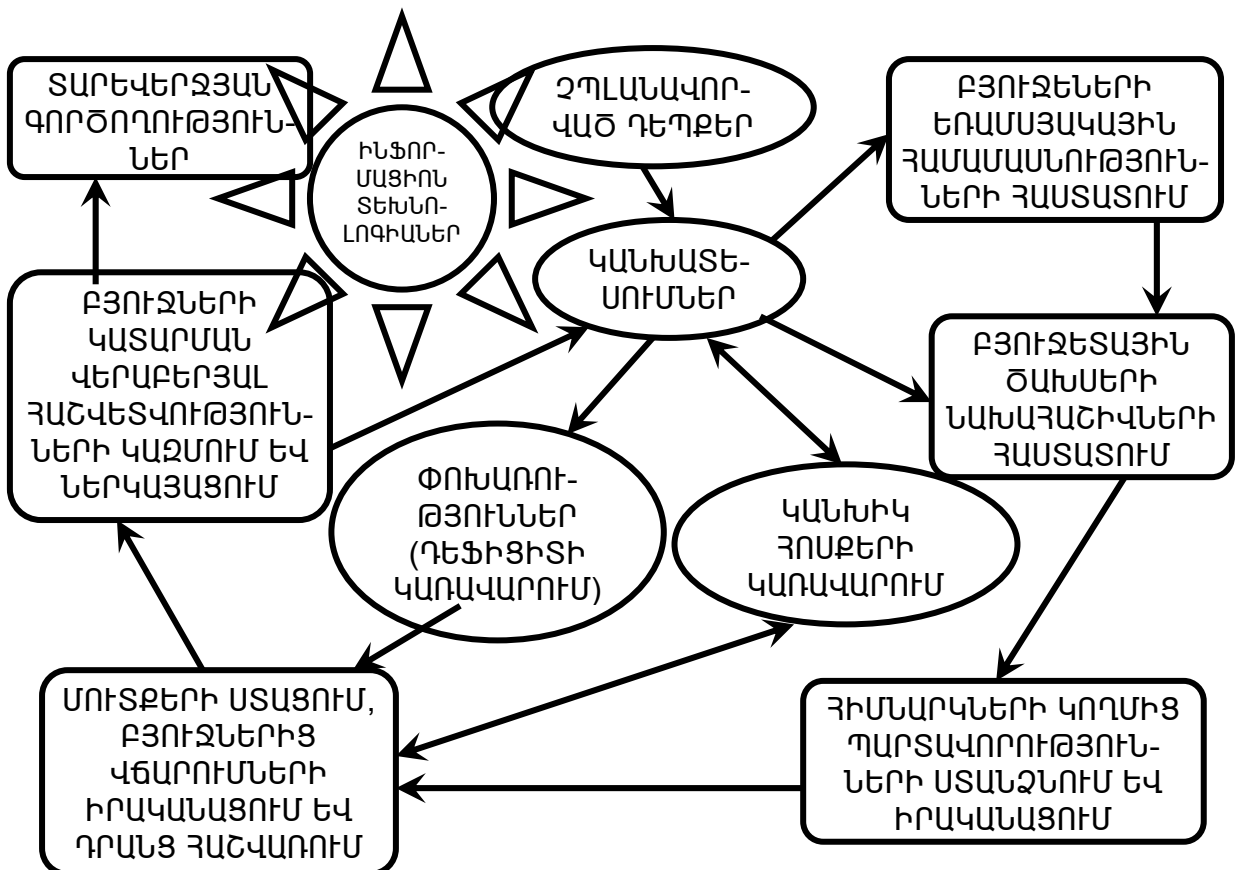 ՏԱՐԵՎԵՐՋՅԱՆ
ԳՈՐԾՈՂՈՒԹՅՈՒՆ-
ՆԵՐ
ԻՆՖՈՐ-
ՄԱՑԻՈՆ
ՏԵԽՆՈ-
ԼՈԳԻԱՆԵՐ
ՉՊԼԱՆԱՎՈՐ-
ՎԱԾ ԴԵՊՔԵՐ
ԲՅՈՒՋԵՆԵՐԻ
ԵՌԱՄՍՅԱԿԱՅԻՆ
ՀԱՄԱՄԱՍՆՈՒԹՅՈՒՆ-
ՆԵՐԻ ՀԱՍՏԱՏՈՒՄ
ԿԱՆԽԱՏԵ-
ՍՈՒՄՆԵՐ
ԲՅՈՒՋՆԵՐԻ
ԿԱՏԱՐՄԱՆ
ՎԵՐԱԲԵՐՅԱԼ
ՀԱՇՎԵՏՎՈՒԹՅՈՒՆ-
ՆԵՐԻ ԿԱԶՄՈՒՄ ԵՎ
ՆԵՐԿԱՅԱՑՈՒՄ
ԲՅՈՒՋԵՏԱՅԻՆ
ԾԱԽՍԵՐԻ
ՆԱԽԱՀԱՇԻՎՆԵՐԻ
ՀԱՍՏԱՏՈՒՄ
ՓՈԽԱՌՈՒ-
ԹՅՈՒՆՆԵՐ
(ԴԵՖԻՑԻՏԻ
ԿԱՌԱՎԱՐՈՒՄ)
ԿԱՆԽԻԿ
ՀՈՍՔԵՐԻ
ԿԱՌԱՎԱՐՈՒՄ
ՄՈՒՏՔԵՐԻ ՍՏԱՑՈՒՄ,
ԲՅՈՒՋՆԵՐԻՑ
ՎՃԱՐՈՒՄՆԵՐԻ
ԻՐԱԿԱՆԱՑՈՒՄ ԵՎ
ԴՐԱՆՑ ՀԱՇՎԱՌՈՒՄ
ՀԻՄՆԱՐԿՆԵՐԻ ԿՈՂՄԻՑ
ՊԱՐՏԱՎՈՐՈՒԹՅՈՒՆ-
ՆԵՐԻ ՍՏԱՆՁՆՈՒՄ ԵՎ
ԻՐԱԿԱՆԱՑՈՒՄ